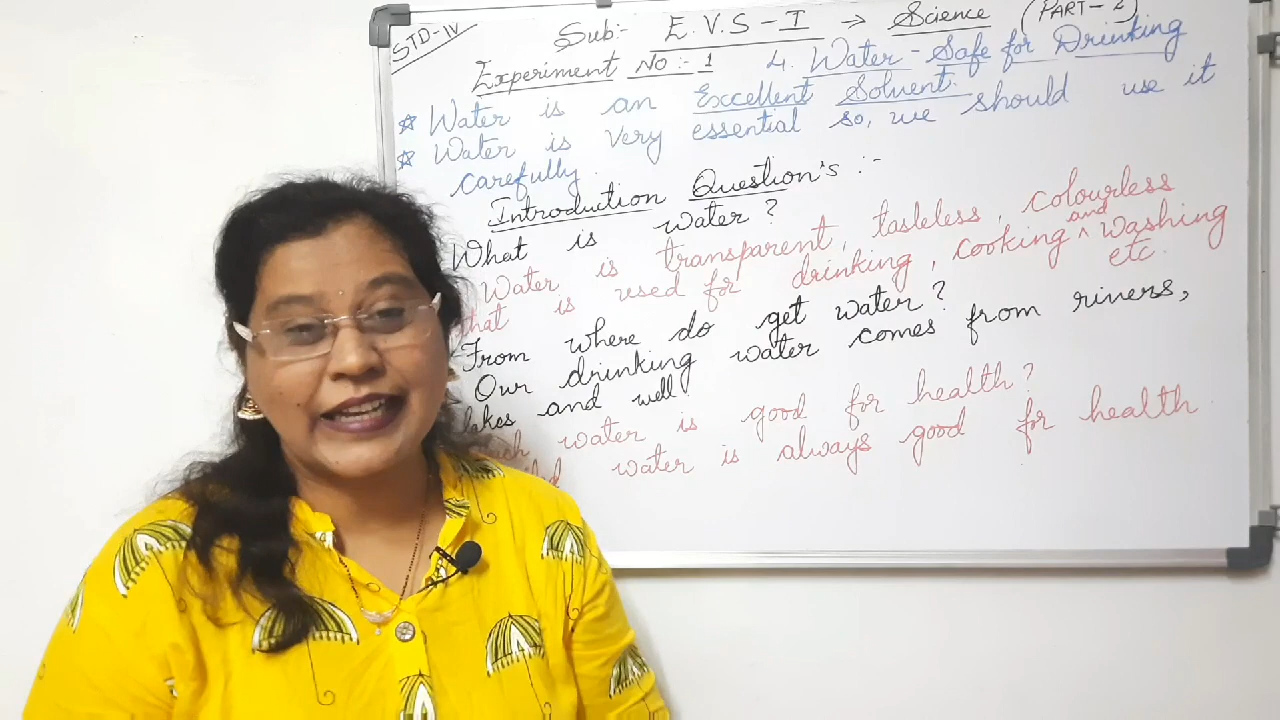 STD-IV
Sub:- E.V.S-I → Science (PART-2)
Experiment No:-1 4. Water-Safe for Drinking
☆ Water is an Excellent Solvent.
☆ Water is very essential so, we should use it
carefully.
Introduction Question's :-
What is water?
Water is transparent, tasteless, colourless
that is used for drinking, cooking and washing
etc.
From where do get water?
Our drinking water comes from rivers,
lakes and well.
water is good for health?
water is always good for health.